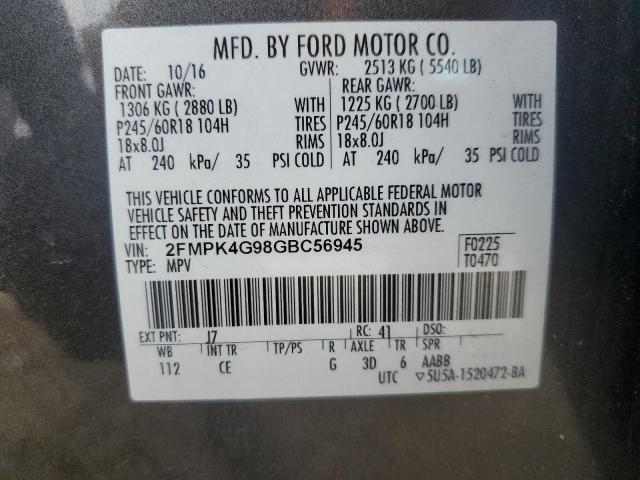 MFD. BY FORD MOTOR CO.
DATE: 10/16 GVWR: 2513 KG ( 5540 LB)
FRONT GAWR: REAR GAWR:
1306 KG ( 2880 LB) WITH 1225 KG ( 2700 LB) WITH
P245/60R18 104H TIRES P245/60R18 104H TIRES
18x8.0J RIMS 18x8.0J RIMS
AT 240 kPa/ 35 PSI COLD AT 240 kPa/ 35 PSI COLD
THIS VEHICLE CONFORMS TO ALL APPLICABLE FEDERAL MOTOR
VEHICLE SAFETY AND THEFT PREVENTION STANDARDS IN
EFFECT ON THE DATE OF MANUFACTURE SHOWN ABOVE.
VIN: 2FMPK4G98GBC56945 F0225
TYPE: MPV T0470
EXT PNT: J7 RC: 41 DSO:
WB INT TR TP/PS R AXLE TR SPR
112 CE G 3D 6 AABB
UTC ▽5U5A-1520472-BA